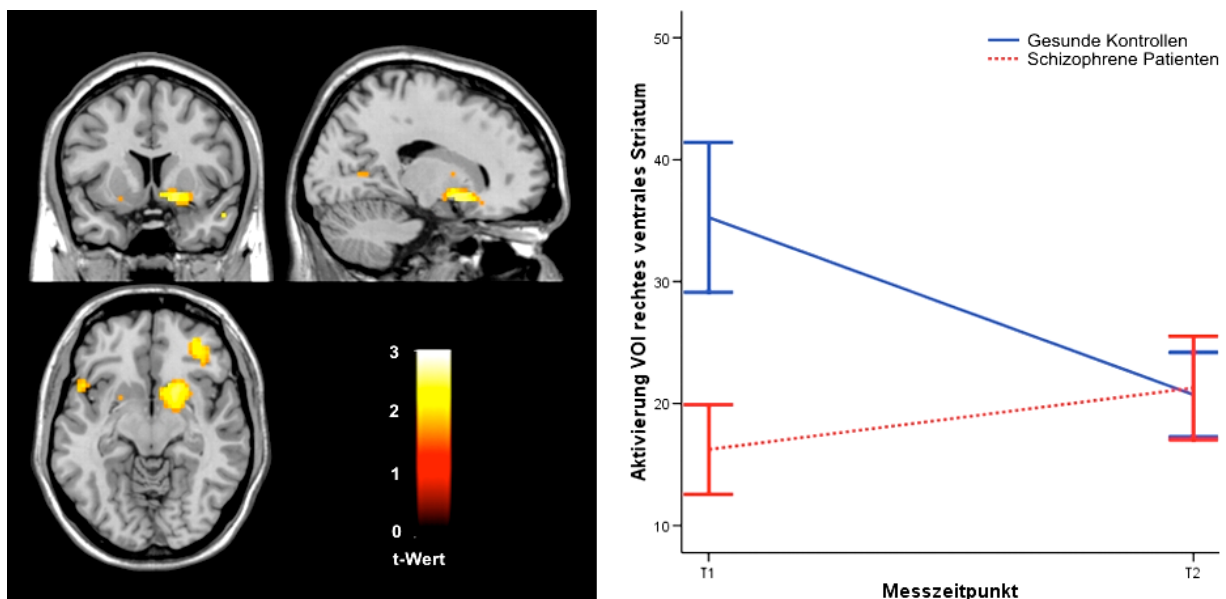 3
2
1
0
t-Wert
Aktivierung VOI rechtes ventrales Striatum
50
40
30
20
10
Gesunde Kontrollen
Schizophrene Patienten
T1
T2
Messzeitpunkt